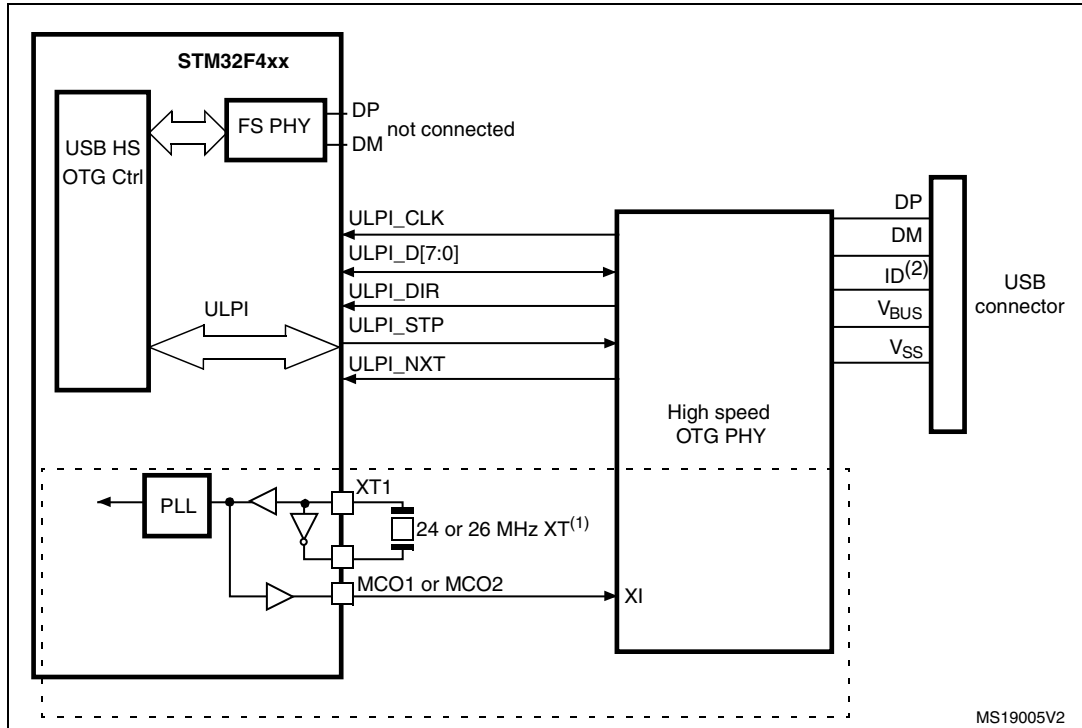 STM32F4xx
USB HS
OTG Ctrl
FS PHY
DP
DM
not connected
ULPI
ULPI_CLK
ULPI_D[7:0]
ULPI_DIR
ULPI_STP
ULPI_NXT
High speed
OTG PHY
DP
DM
ID(2)
VBUS
VSS
USB
connector
PLL
XT1
24 or 26 MHz XT(1)
MCO1 or MCO2
XI
MS19005V2